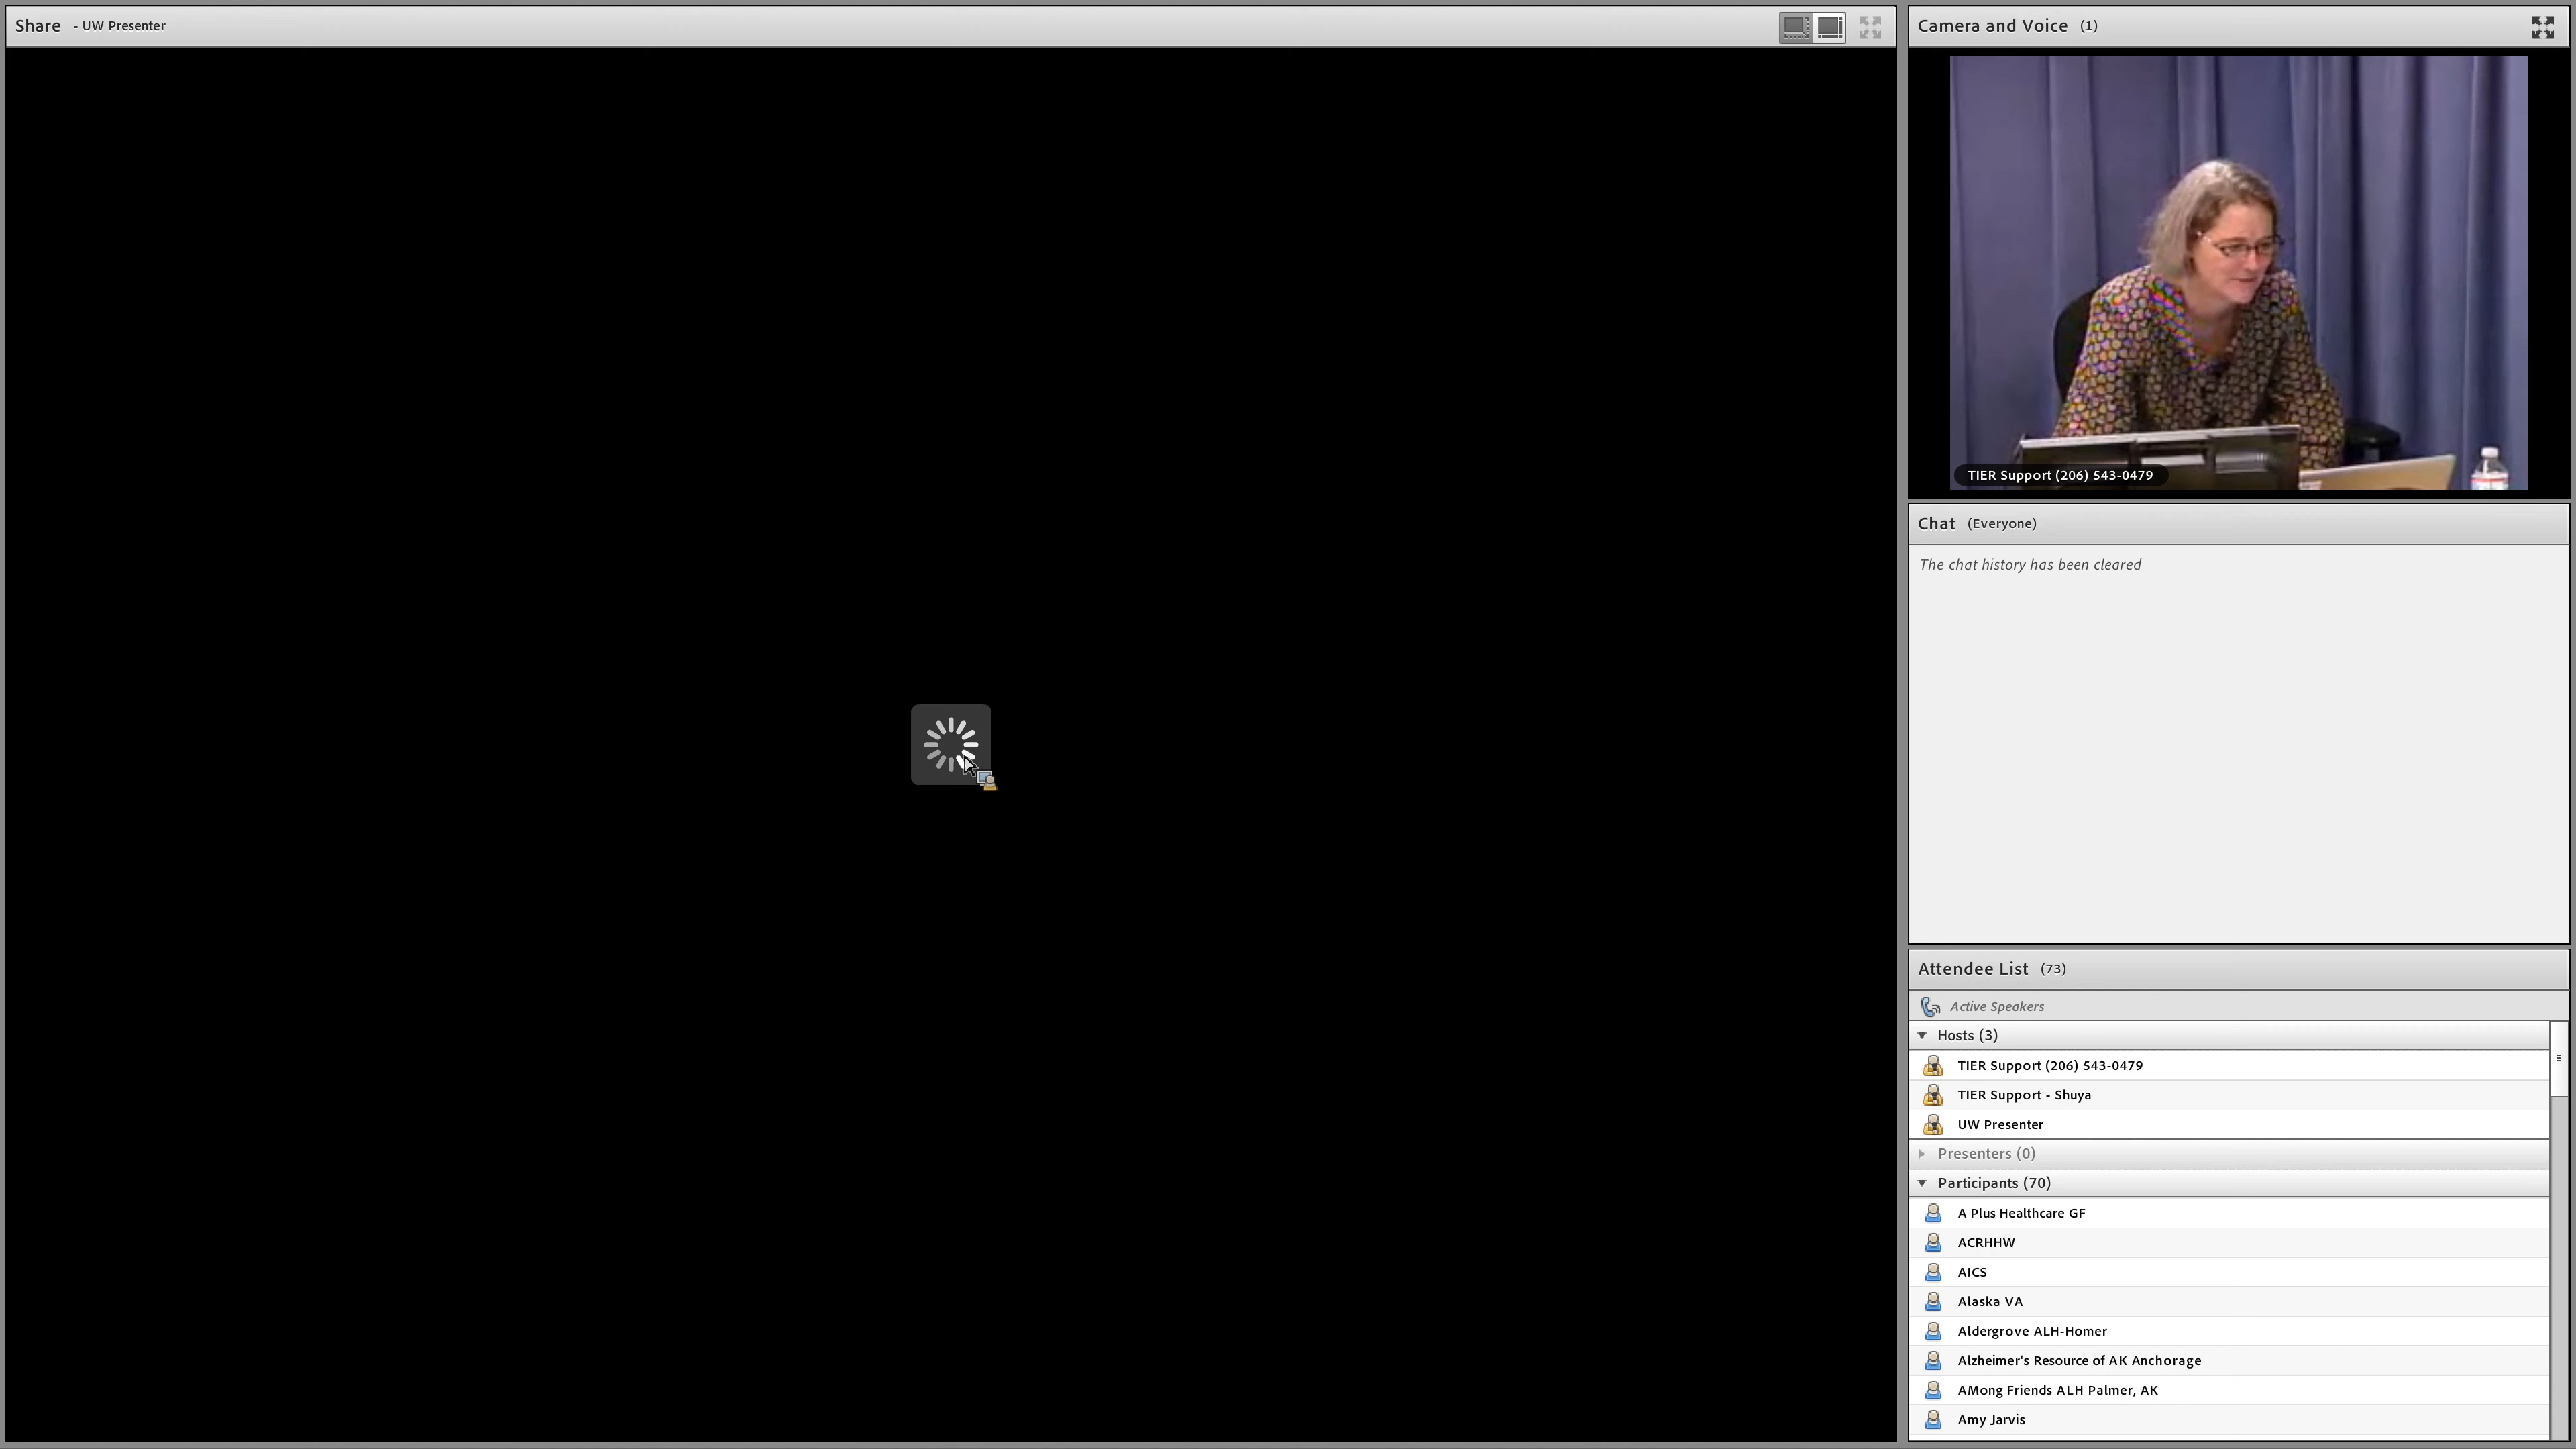 Share - UW Presenter
Camera and Voice (1)
TIER Support (206) 543-0479
Chat (Everyone)
The chat history has been cleared
Attendee List (73)
Active Speakers
Hosts (3)
TIER Support (206) 543-0479
TIER Support - Shuya
UW Presenter
Presenters (0)
Participants (70)
A Plus Healthcare GF
ACRHHW
AICS
Alaska VA
Aldergrove ALH-Homer
Alzheimer's Resource of AK Anchorage
AMong Friends ALH Palmer, AK
Amy Jarvis